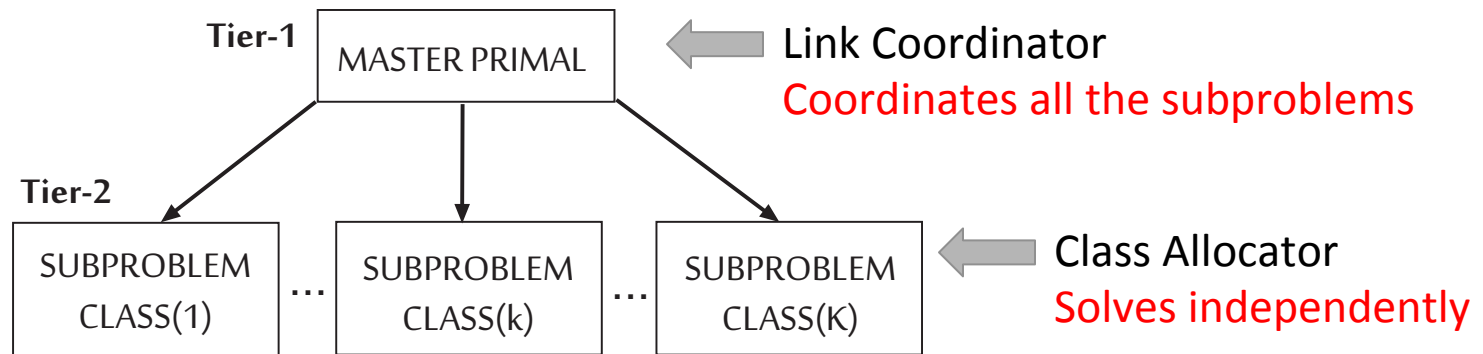 Tier-1
MASTER PRIMAL
Link Coordinator
Coordinates all the subproblems
Tier-2
SUBPROBLEM
CLASS(1)
...
SUBPROBLEM
CLASS(k)
...
SUBPROBLEM
CLASS(K)
Class Allocator
Solves independently